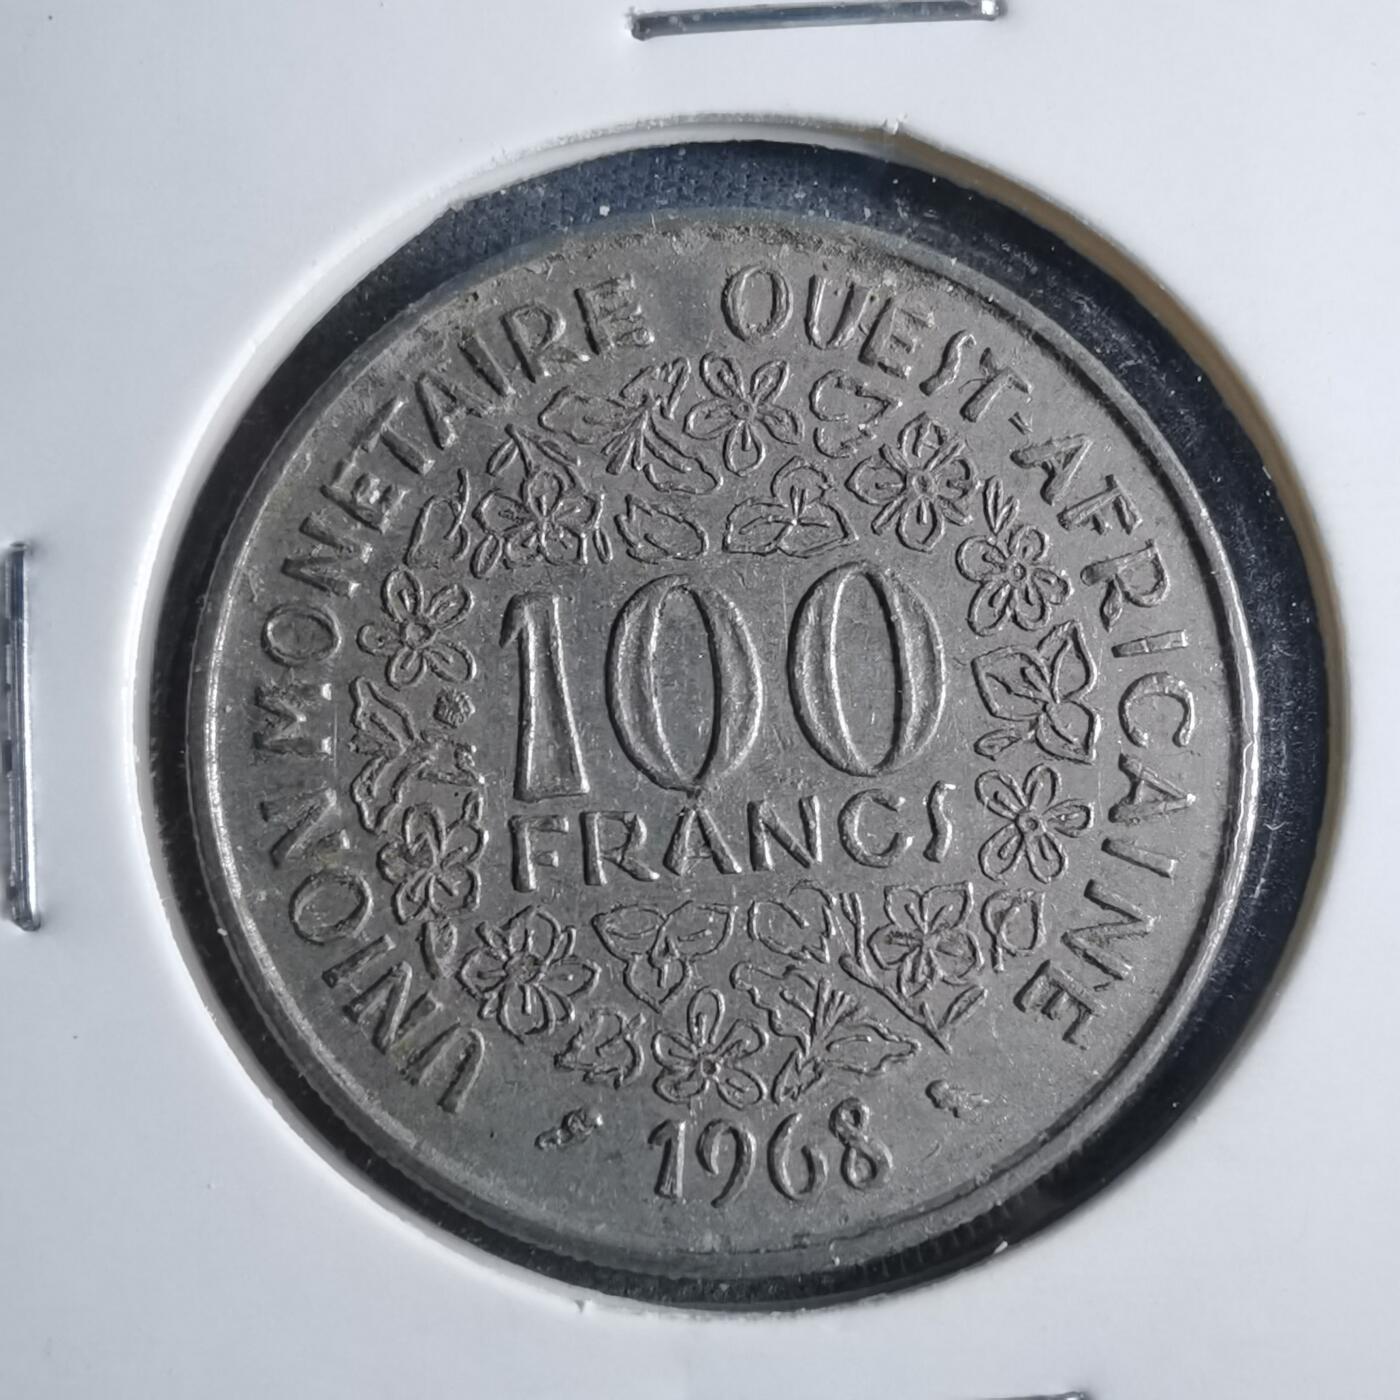 UNION MONETAIRE OUEST-AFRICAINE
100
FRANCS
1968